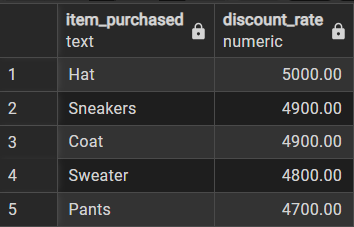 item_purchased discount_rate
text numeric
1 Hat 5000.00
2 Sneakers 4900.00
3 Coat 4900.00
4 Sweater 4800.00
5 Pants 4700.00